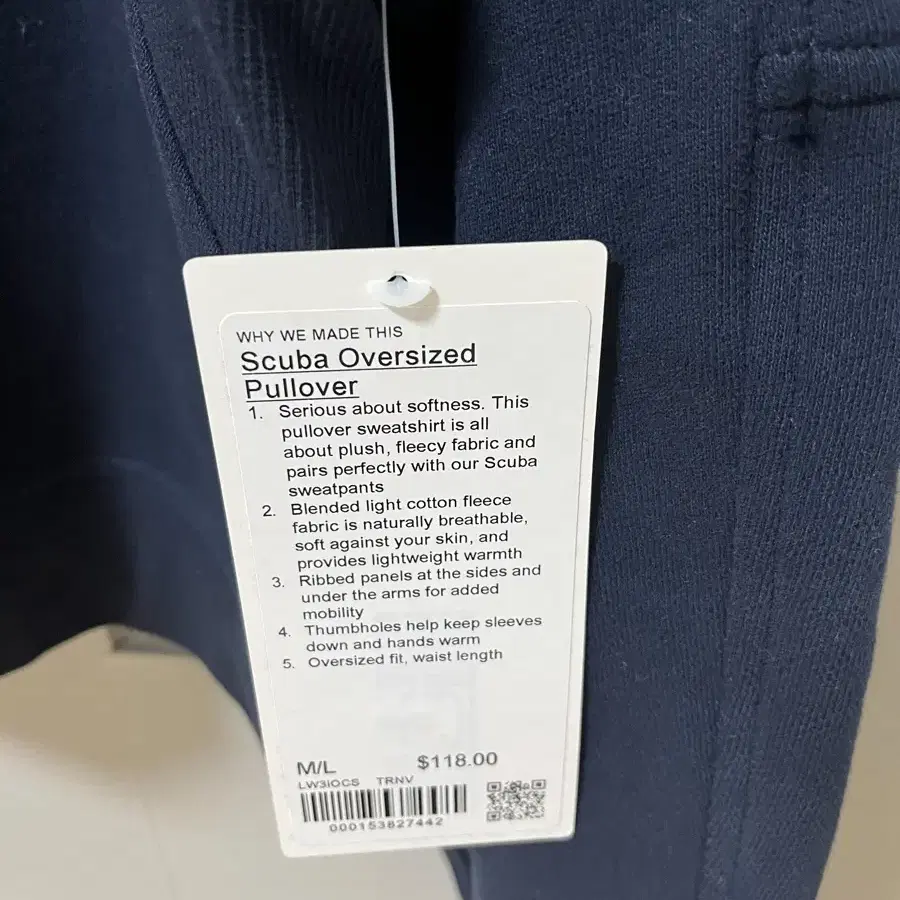 WHY WE MADE THIS
Scuba Oversized
Pullover
1. Serious about softness. This
pullover sweatshirt is all
about plush, fleecy fabric and
pairs perfectly with our Scuba
sweatpants
2. Blended light cotton fleece
fabric is naturally breathable,
soft against your skin, and
provides lightweight warmth
3. Ribbed panels at the sides and
under the arms for added
mobility
4. Thumbholes help keep sleeves
down and hands warm
5. Oversized fit, waist length
M/L $118.00
LW3IOCS TRNV
000153827442